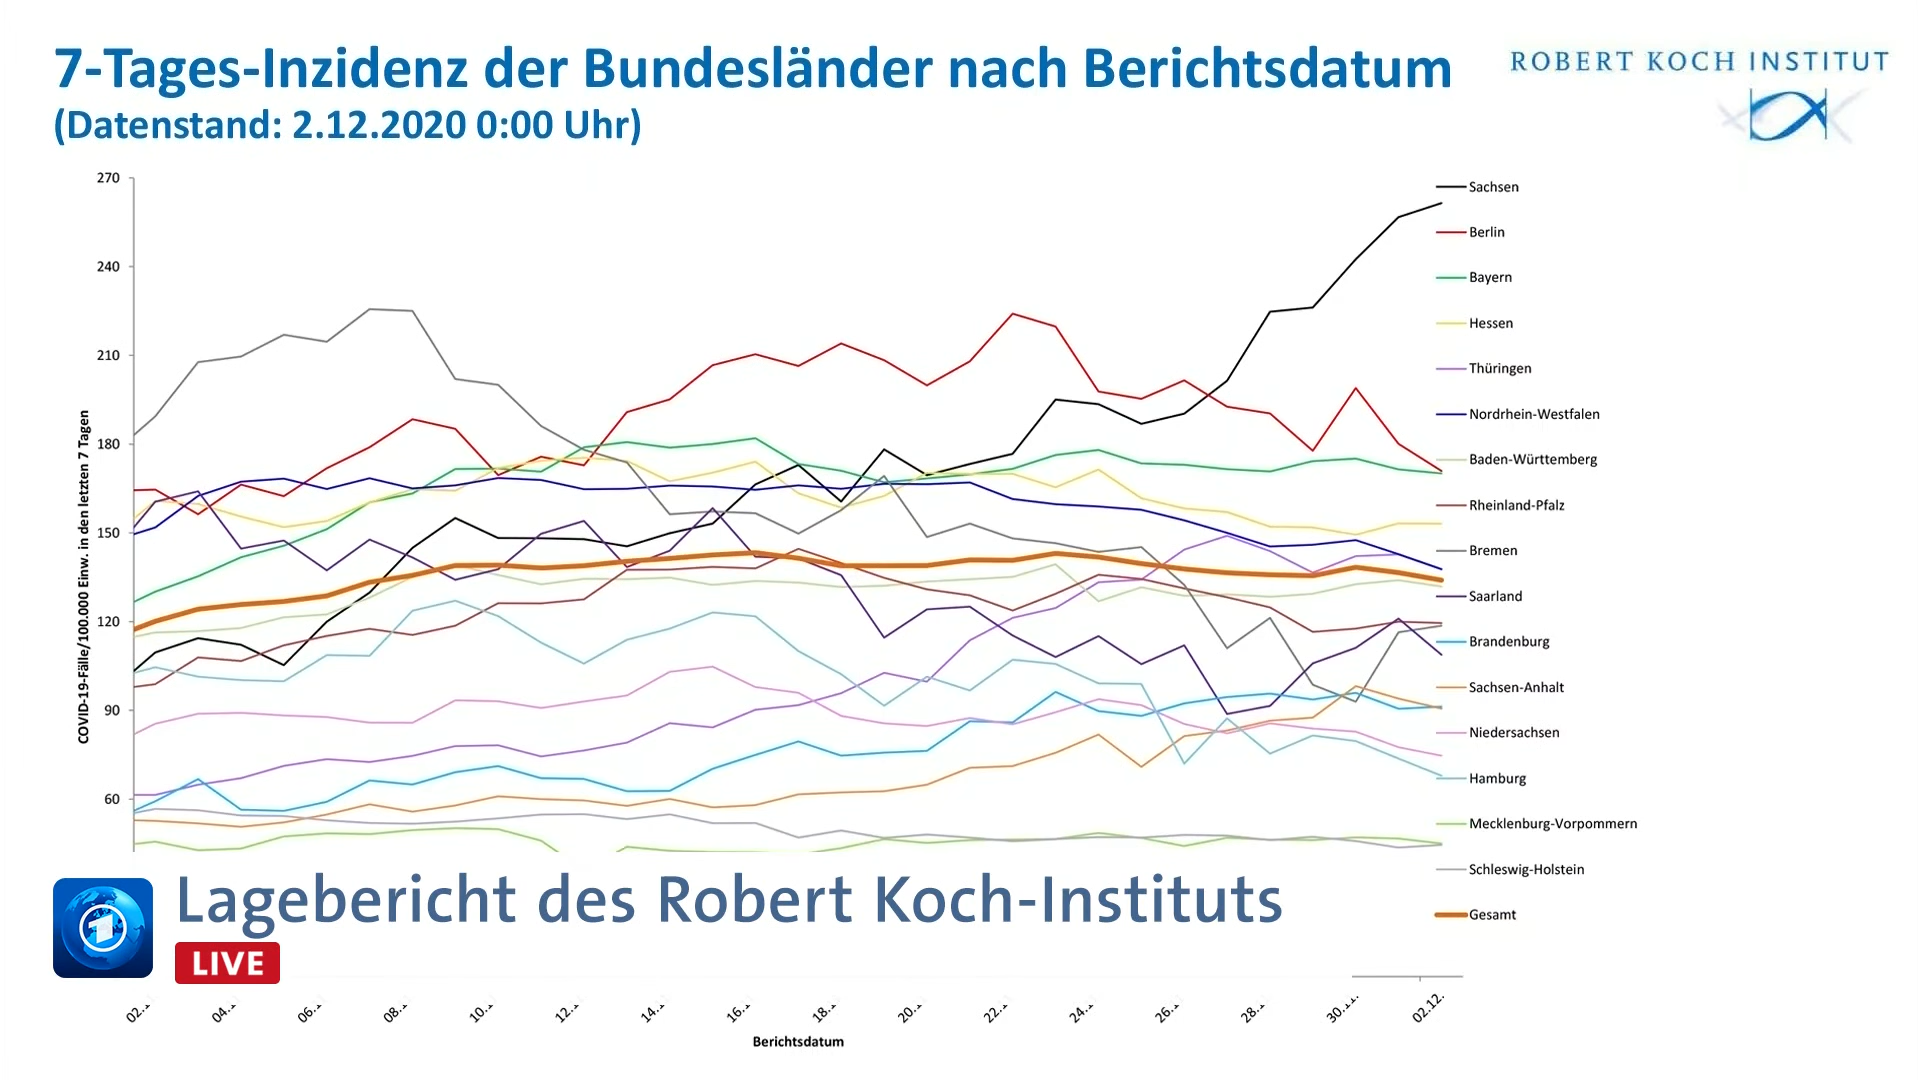 7-Tages-Inzidenz der Bundesländer nach Berichtsdatum
(Datenstand: 2.12.2020 0:00 Uhr)
ROBERT KOCH INSTITUT
270
240
210
180
150
120
90
60
COVID-19-Fälle/100.000 Einw. in den letzten 7 Tagen
Sachsen
Berlin
Bayern
Hessen
Thüringen
Nordrhein-Westfalen
Baden-Württemberg
Rheinland-Pfalz
Bremen
Saarland
Brandenburg
Sachsen-Anhalt
Niedersachsen
Hamburg
Mecklenburg-Vorpommern
Schleswig-Holstein
Gesamt
1
Lagebericht des Robert Koch-Instituts
LIVE
02.12.
Berichtsdatum